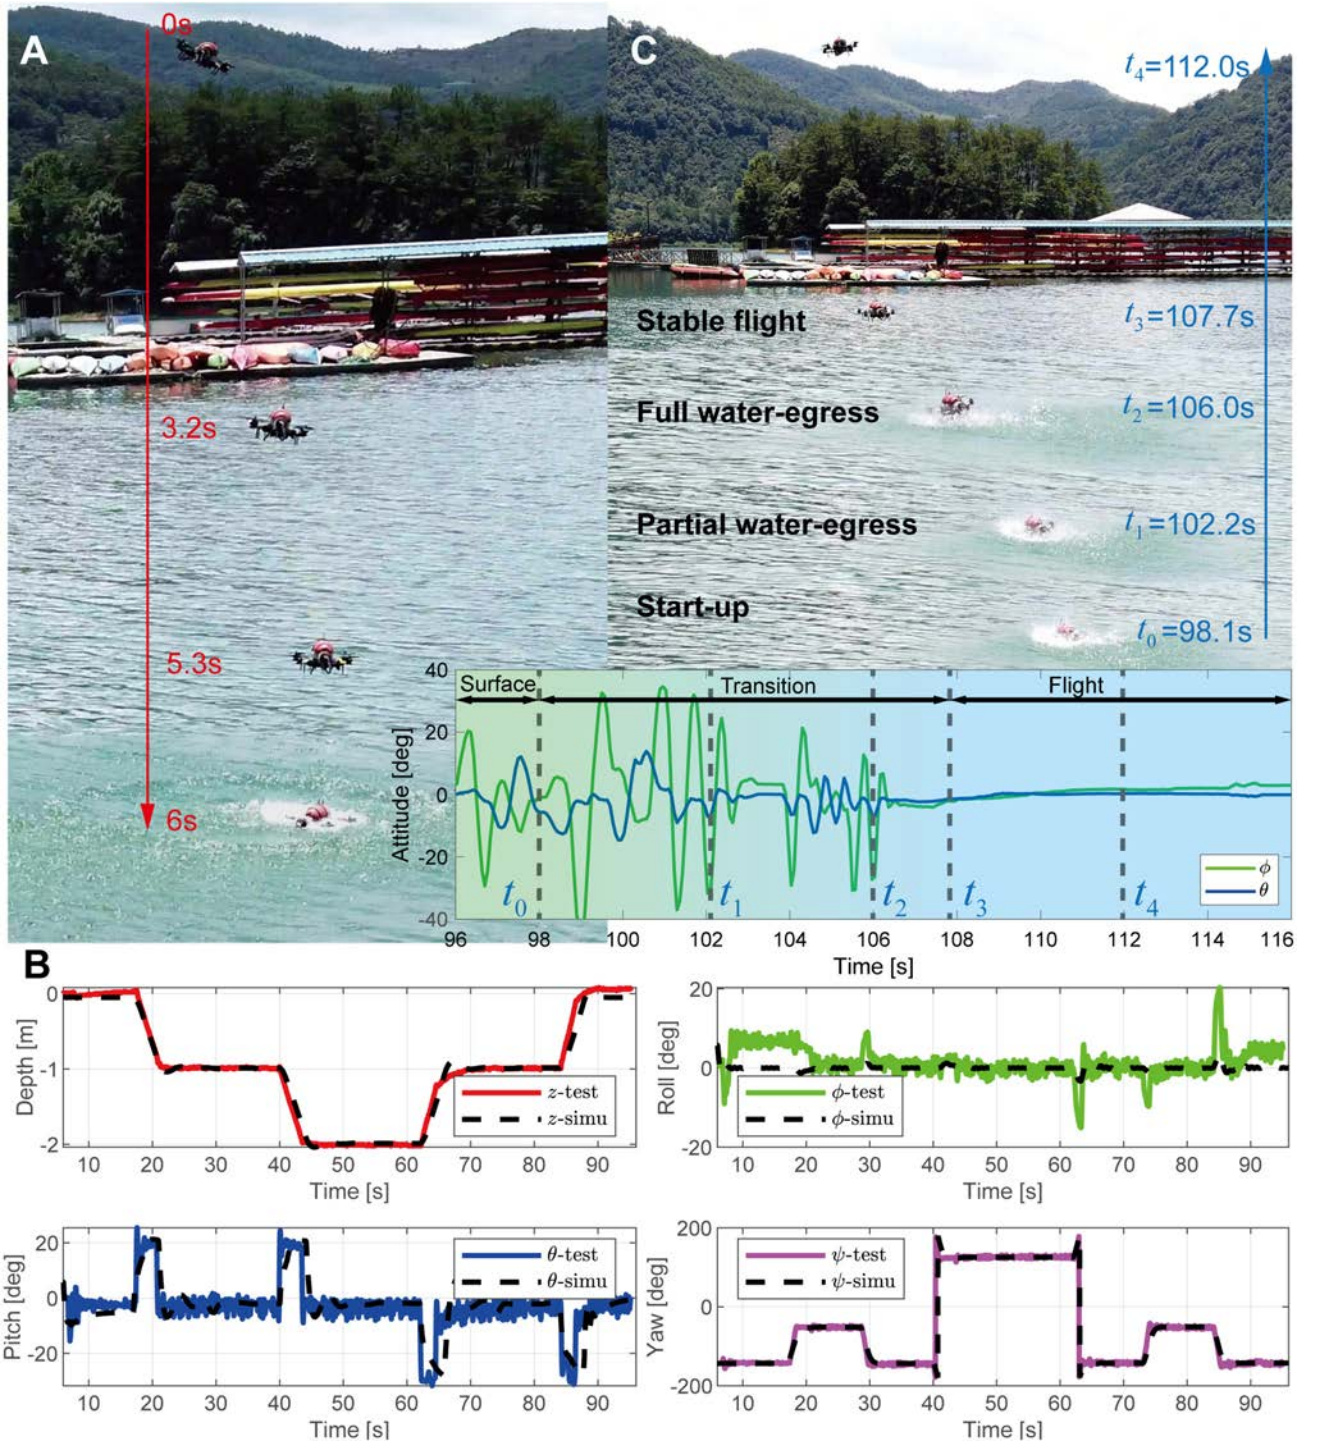 A
0s
3.2s
5.3s
6s
C
t4=112.0s
Stable flight
t3=107.7s
Full water-egress
t2=106.0s
Partial water-egress
t1=102.2s
Start-up
t0=98.1s
40
20
0
-20
-40
Attitude [deg]
Surface
Transition
Flight
t0
t1
t2
t3
t4
ϕ
θ
96 98 100 102 104 106 108 110 112 114 116
Time [s]
B
0
-1
-2
Depth [m]
z-test
z-simu
10 20 30 40 50 60 70 80 90
Time [s]
20
0
-20
Roll [deg]
ϕ-test
ϕ-simu
10 20 30 40 50 60 70 80 90
Time [s]
20
0
-20
Pitch [deg]
θ-test
θ-simu
10 20 30 40 50 60 70 80 90
Time [s]
200
0
-200
Yaw [deg]
ψ-test
ψ-simu
10 20 30 40 50 60 70 80 90
Time [s]